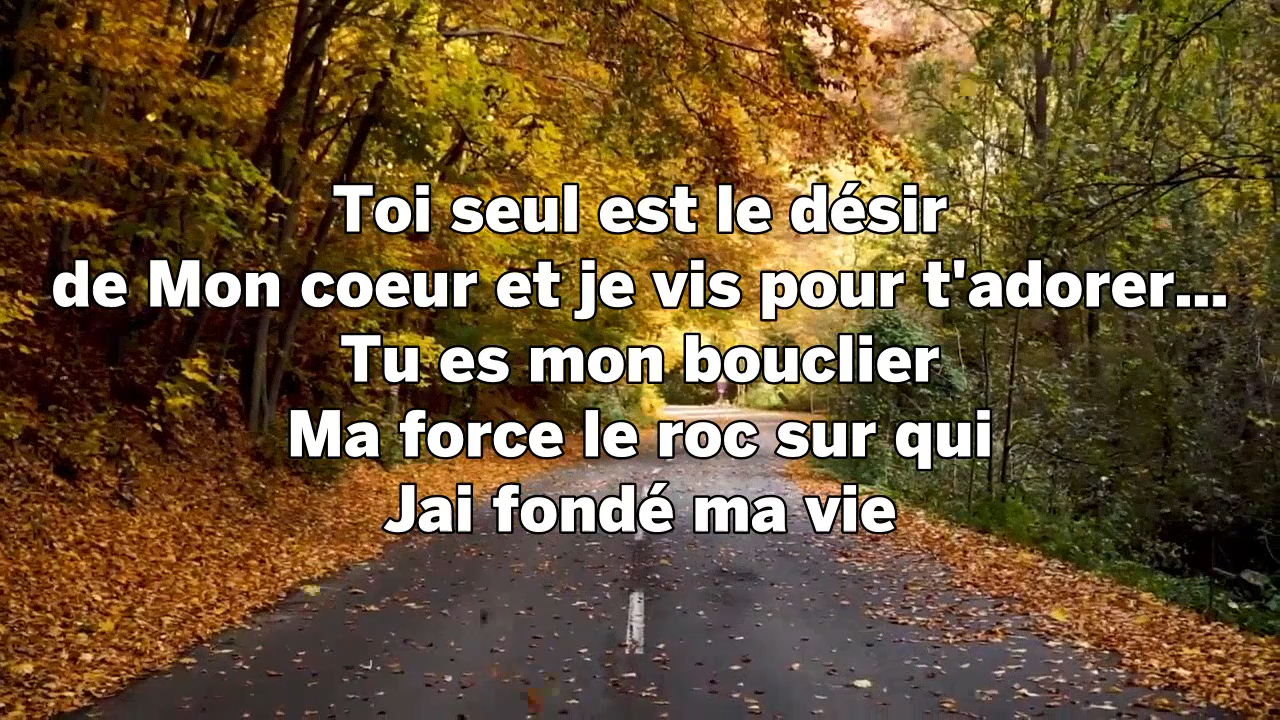 Toi seul est le désir
de Mon coeur et je vis pour t'adorer...
Tu es mon bouclier
Ma force le roc sur qui
Jai fondé ma vie